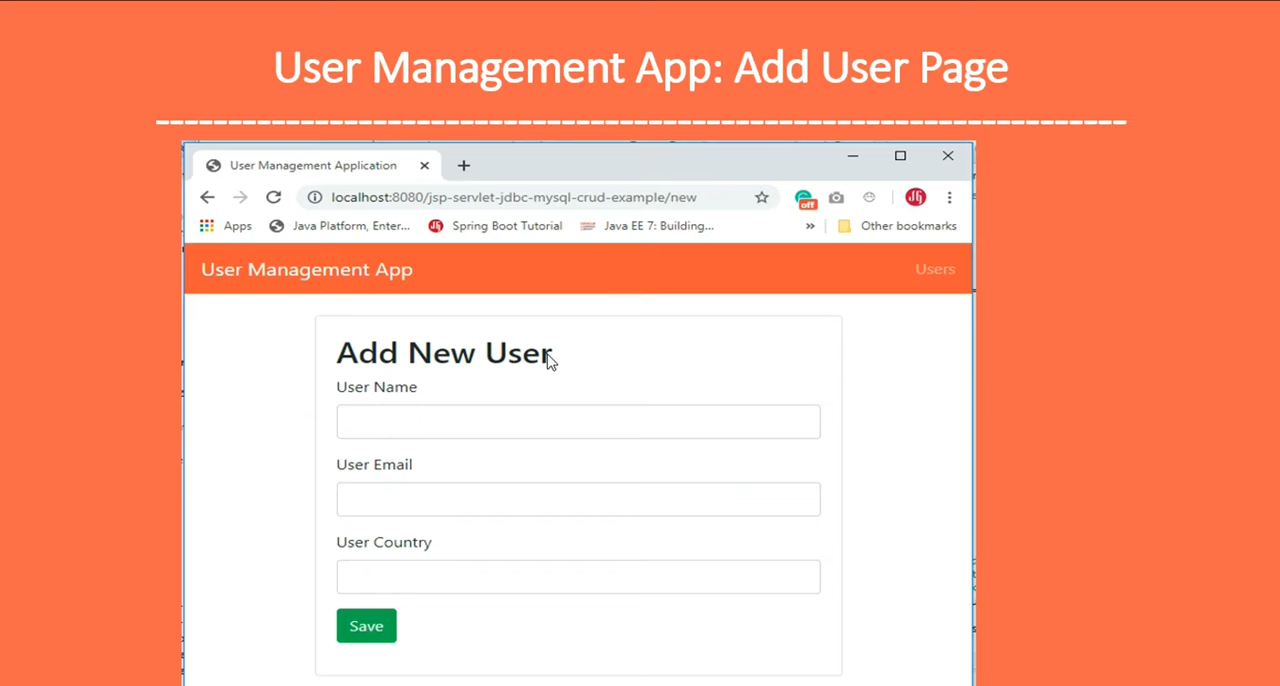 User Management App: Add User Page
User Management Application
localhost:8080/jsp-servlet-jdbc-mysql-crud-example/new
off
Apps Java Platform, Enter... Spring Boot Tutorial Java EE 7: Building... » Other bookmarks
User Management App Users
Add New User
User Name
User Email
User Country
Save